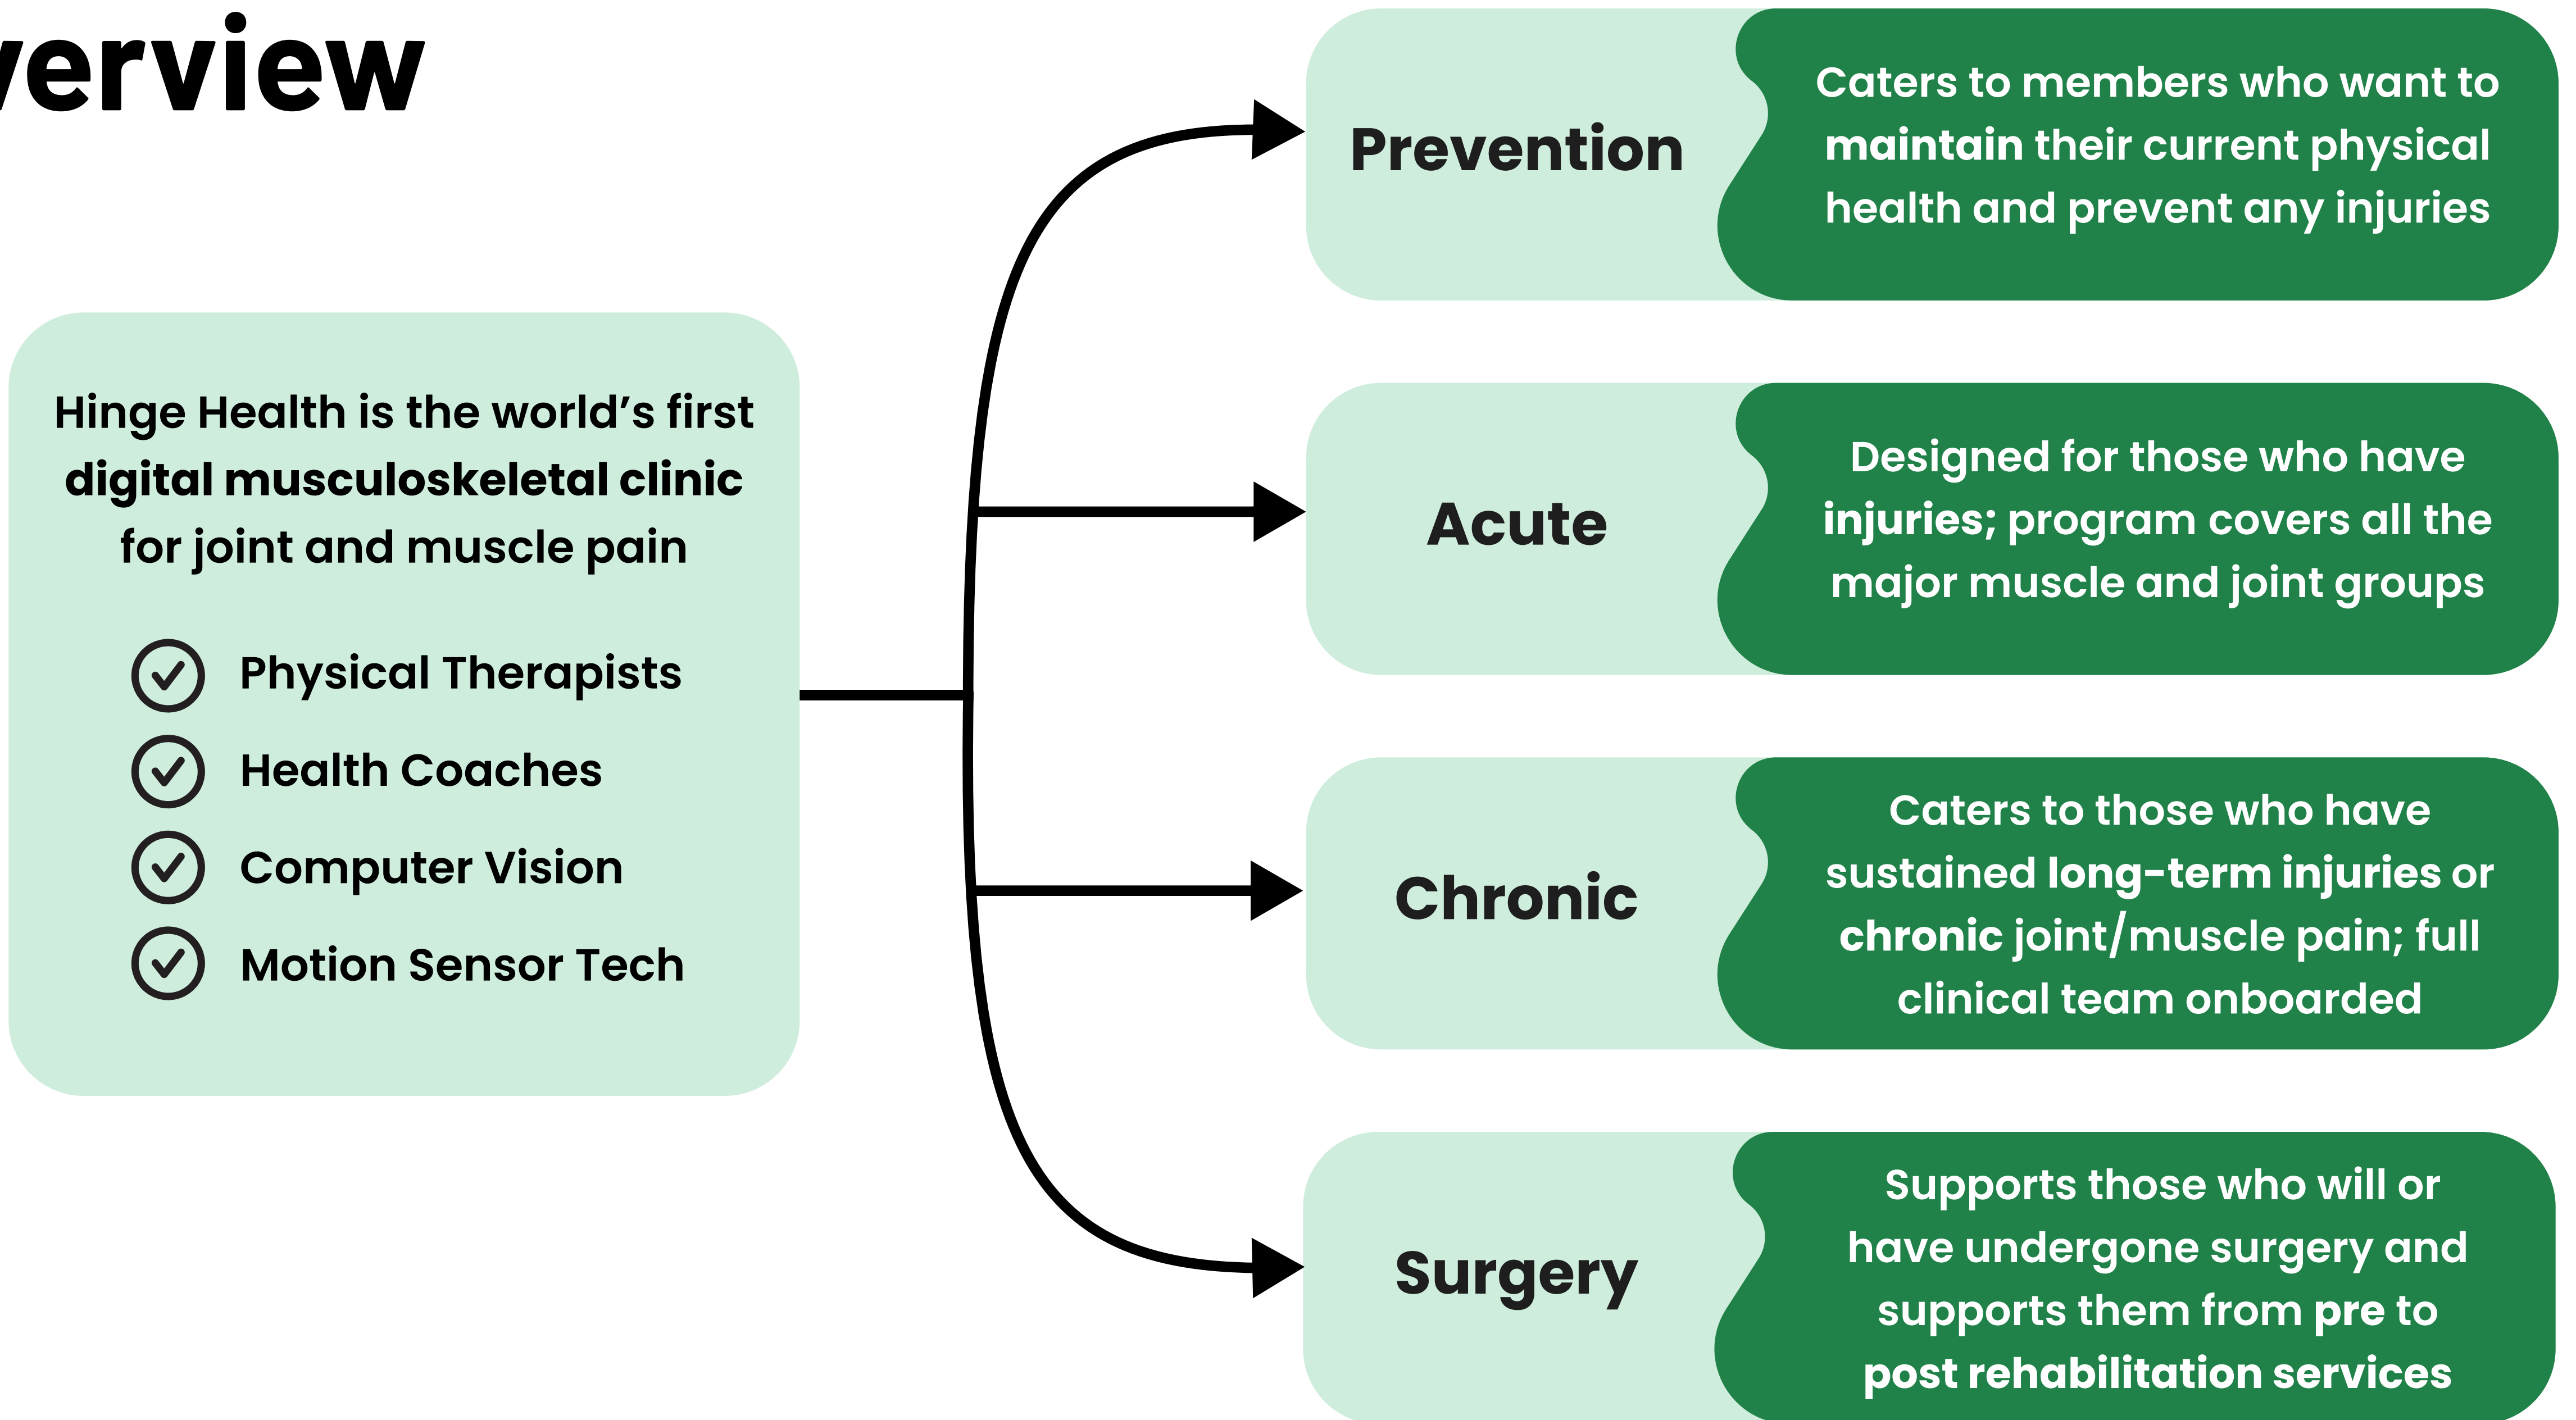 verview
Hinge Health is the world’s first
digital musculoskeletal clinic
for joint and muscle pain
Physical Therapists
Health Coaches
Computer Vision
Motion Sensor Tech
Prevention
Caters to members who want to
maintain their current physical
health and prevent any injuries
Acute
Designed for those who have
injuries; program covers all the
major muscle and joint groups
Chronic
Caters to those who have
sustained long-term injuries or
chronic joint/muscle pain; full
clinical team onboarded
Surgery
Supports those who will or
have undergone surgery and
supports them from pre to
post rehabilitation services